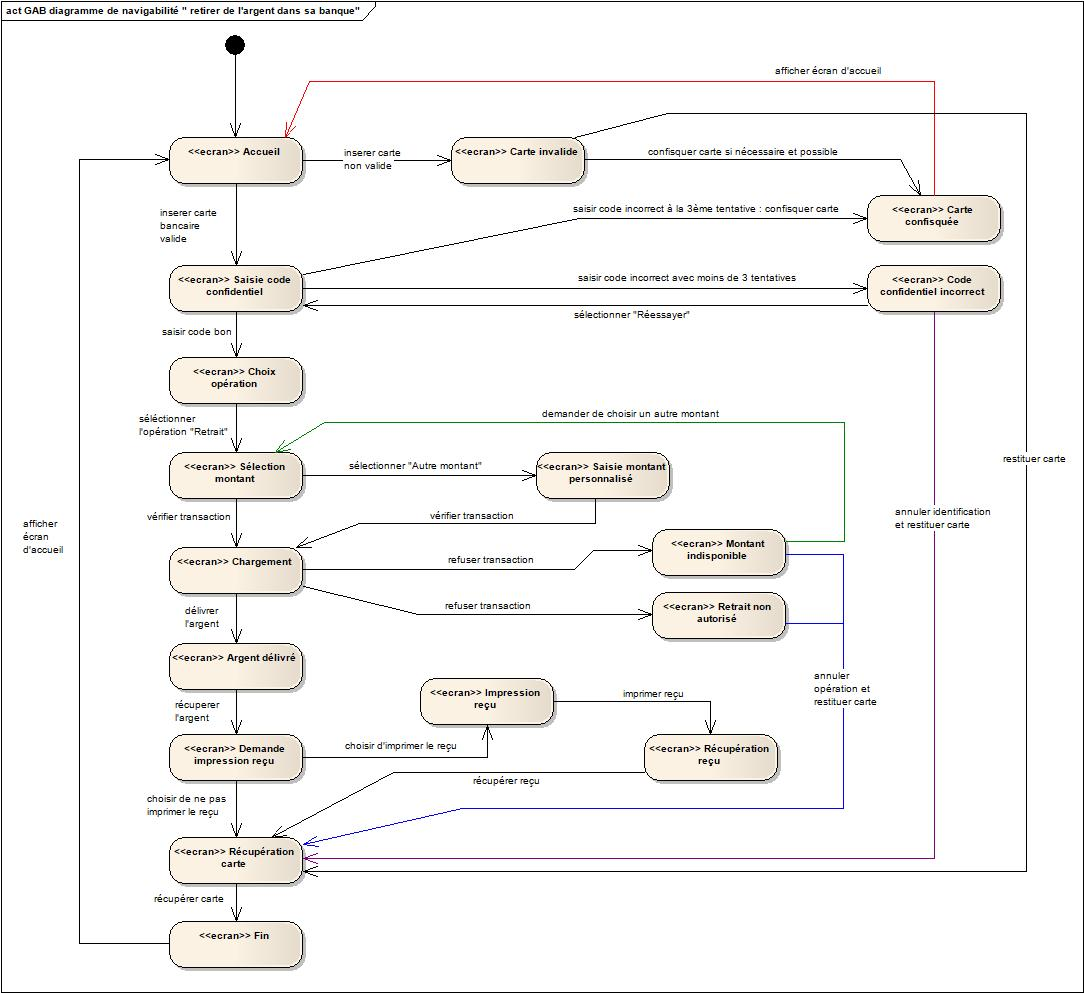 act GAB diagramme de navigabilité " retirer de l'argent dans sa banque"
afficher écran d'accueil
<<ecran>> Accueil
inserer carte
non valide
<<ecran>> Carte invalide
confisquer carte si nécessaire et possible
inserer carte
bancaire
valide
saisir code incorrect à la 3ème tentative : confisquer carte
<<ecran>> Carte
confisquée
<<ecran>> Saisie code
confidentiel
saisir code incorrect avec moins de 3 tentatives
<<ecran>> Code
confidentiel incorrect
sélectionner "Réessayer"
saisir code bon
<<ecran>> Choix
opération
séléctionner
l'opération "Retrait"
demander de choisir un autre montant
<<ecran>> Sélection
montant
sélectionner "Autre montant"
<<ecran>> Saisie montant
personnalisé
restituer carte
vérifier transaction
vérifier transaction
annuler identification
et restituer carte
afficher
écran
d'accueil
<<ecran>> Chargement
refuser transaction
<<ecran>> Montant
indisponible
délivrer
l'argent
refuser transaction
<<ecran>> Retrait non
autorisé
<<ecran>> Argent délivré
annuler
opération et
restituer carte
récuperer
l'argent
<<ecran>> Impression
reçu
imprimer reçu
<<ecran>> Demande
impression reçu
choisir d'imprimer le reçu
<<ecran>> Récupération
reçu
récupérer reçu
choisir de ne pas
imprimer le reçu
<<ecran>> Récupération
carte
récupérer carte
<<ecran>> Fin